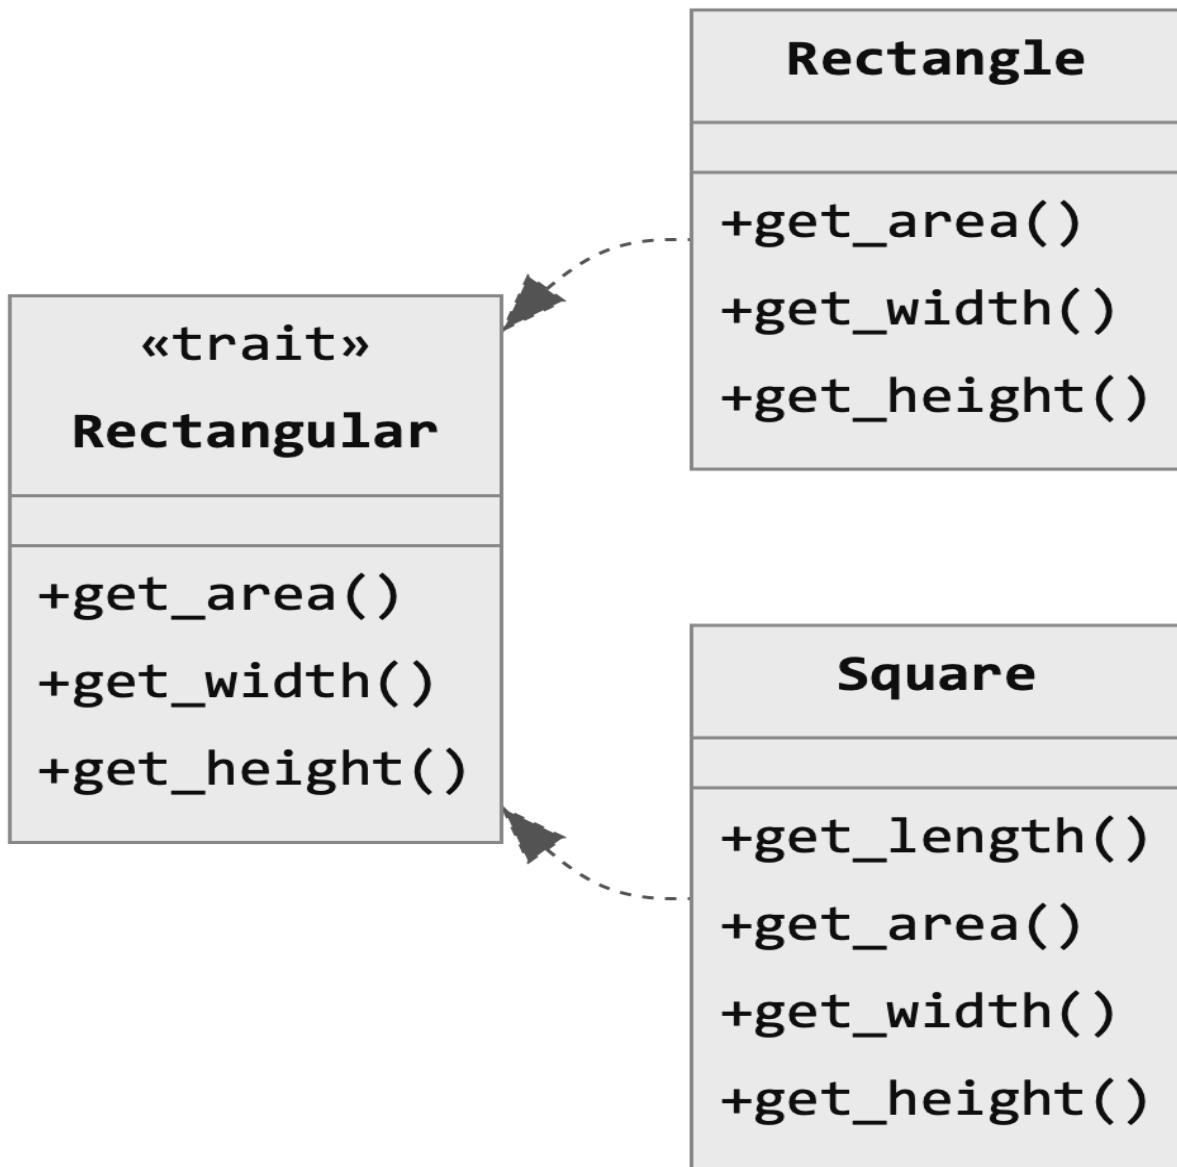 Rectangle
+get_area()
+get_width()
+get_height()
«trait»
Rectangular
+get_area()
+get_width()
+get_height()
Square
+get_length()
+get_area()
+get_width()
+get_height()